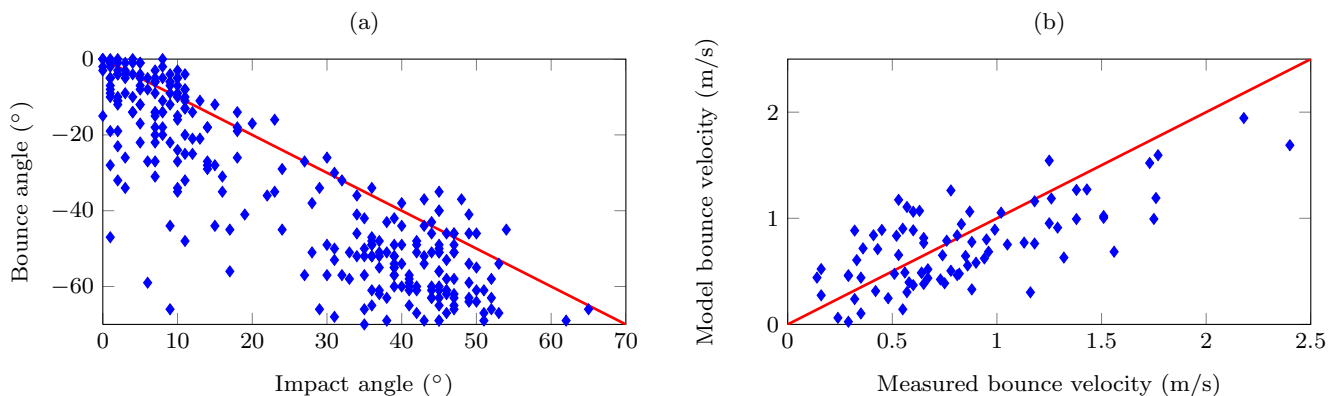 (a)
0
−20
−40
−60
0 10 20 30 40 50 60 70
Impact angle (°)
Bounce angle (°)
(b)
2
1
0
0 0.5 1 1.5 2 2.5
Measured bounce velocity (m/s)
Model bounce velocity (m/s)